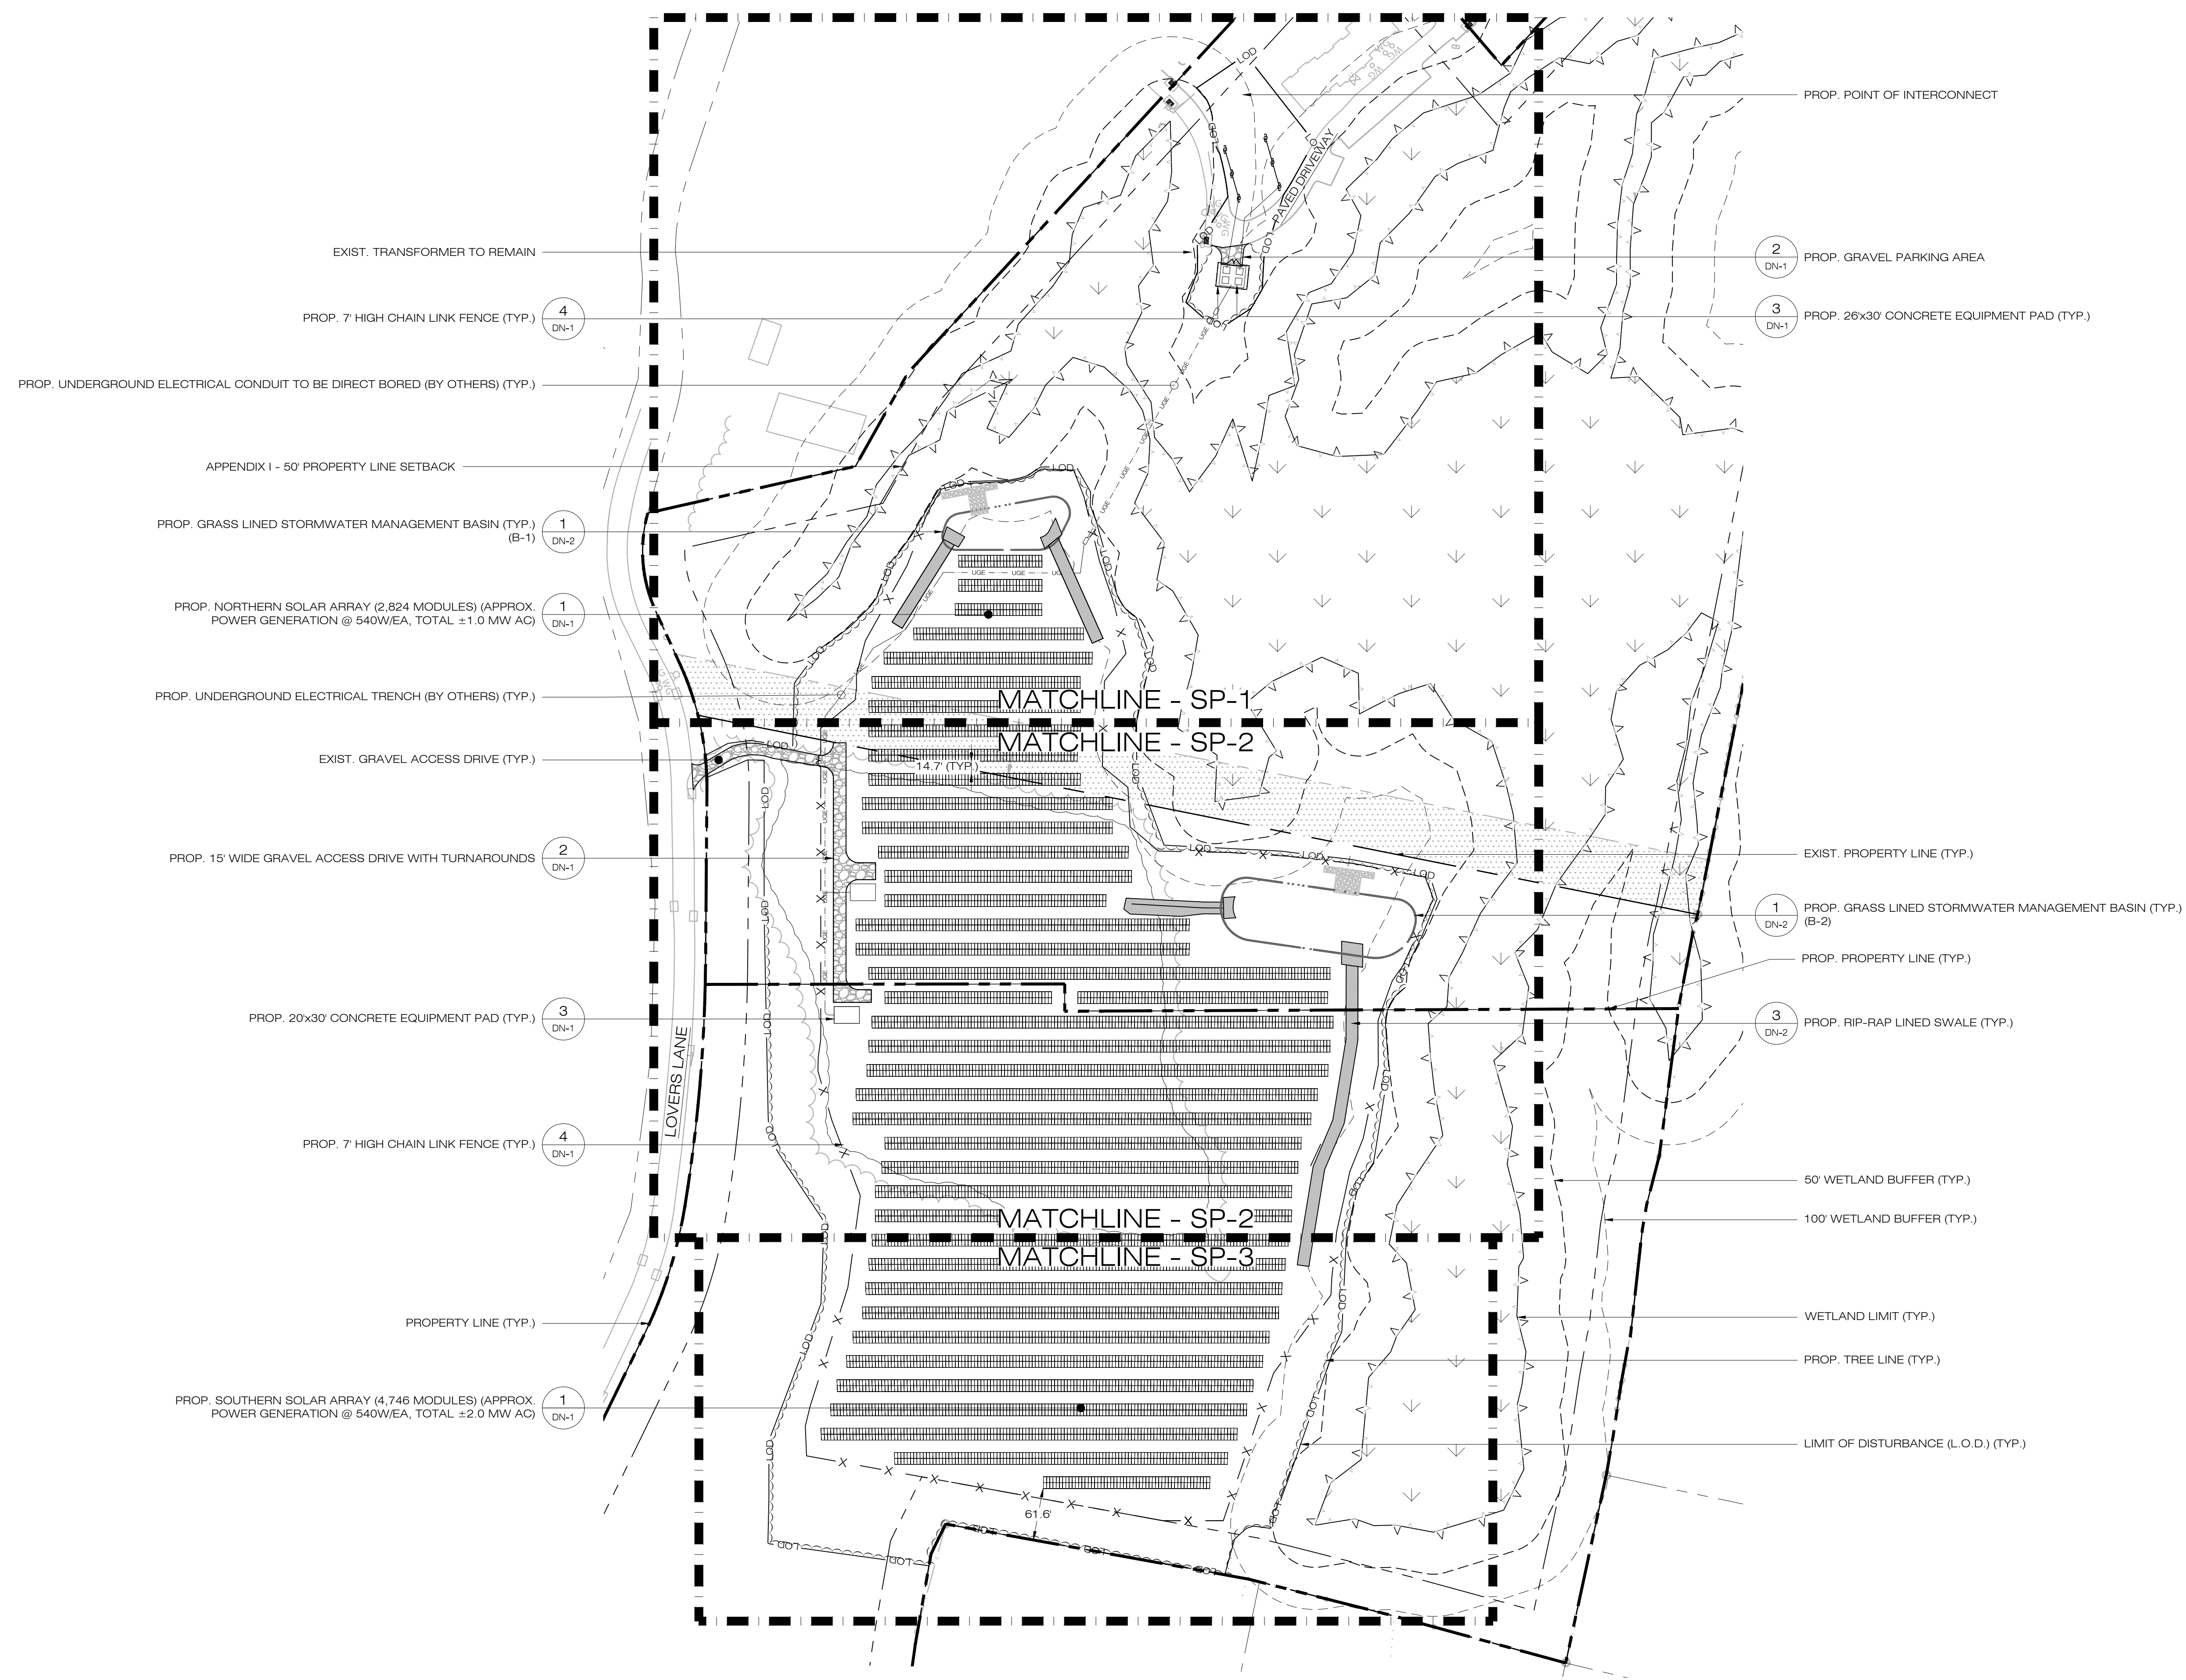 PROP. POINT OF INTERCONNECT
EXIST. TRANSFORMER TO REMAIN
2
DN-1
PROP. GRAVEL PARKING AREA
4
DN-1
PROP. 7' HIGH CHAIN LINK FENCE (TYP.)
3
DN-1
PROP. 26'x30' CONCRETE EQUIPMENT PAD (TYP.)
PROP. UNDERGROUND ELECTRICAL CONDUIT TO BE DIRECT BORED (BY OTHERS) (TYP.)
APPENDIX I - 50' PROPERTY LINE SETBACK
PROP. GRASS LINED STORMWATER MANAGEMENT BASIN (TYP.)
(B-1)
1
DN-2
PROP. NORTHERN SOLAR ARRAY (2,824 MODULES) (APPROX.
POWER GENERATION @ 540W/EA, TOTAL ±1.0 MW AC)
1
DN-1
PROP. UNDERGROUND ELECTRICAL TRENCH (BY OTHERS) (TYP.)
EXIST. GRAVEL ACCESS DRIVE (TYP.)
PROP. 15' WIDE GRAVEL ACCESS DRIVE WITH TURNAROUNDS
2
DN-1
EXIST. PROPERTY LINE (TYP.)
1
DN-2
PROP. GRASS LINED STORMWATER MANAGEMENT BASIN (TYP.)
(B-2)
PROP. PROPERTY LINE (TYP.)
PROP. 20'x30' CONCRETE EQUIPMENT PAD (TYP.)
3
DN-1
3
DN-2
PROP. RIP-RAP LINED SWALE (TYP.)
PROP. 7' HIGH CHAIN LINK FENCE (TYP.)
4
DN-1
50' WETLAND BUFFER (TYP.)
100' WETLAND BUFFER (TYP.)
PROPERTY LINE (TYP.)
WETLAND LIMIT (TYP.)
PROP. TREE LINE (TYP.)
PROP. SOUTHERN SOLAR ARRAY (4,746 MODULES) (APPROX.
POWER GENERATION @ 540W/EA, TOTAL ±2.0 MW AC)
1
DN-1
LIMIT OF DISTURBANCE (L.O.D.) (TYP.)
PAVED DRIVEWAY
MATCHLINE - SP-1
MATCHLINE - SP-2
14.7' (TYP.)
LOVERS LANE
MATCHLINE - SP-2
MATCHLINE - SP-3
61.6'
LOD
LOD
LOD
LOD
LOD
LOD
UGE
UGE
UGE
UGE
UGE